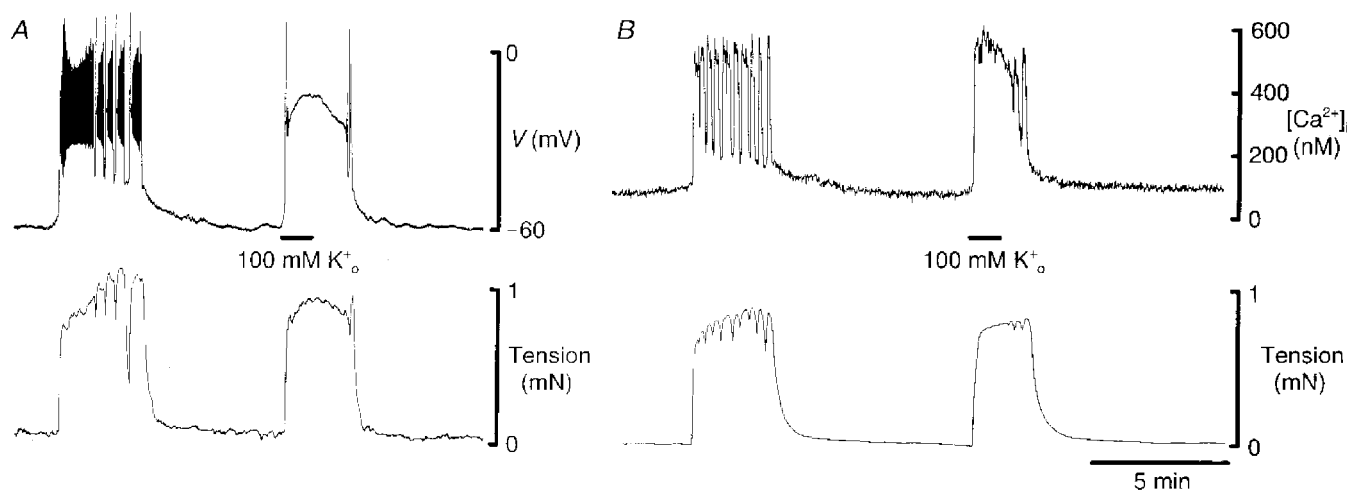 A
0
V (mV)
−60
100 mM K⁺ₒ
1
Tension
(mN)
0
B
600
400
[Ca²⁺]ᵢ
(nM)
200
0
100 mM K⁺ₒ
1
Tension
(mN)
0
5 min